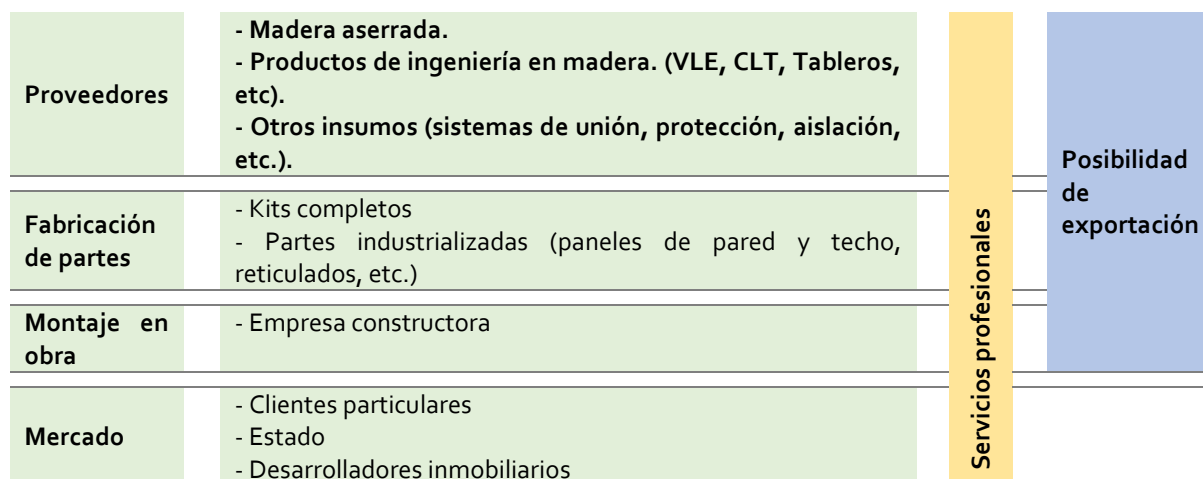 Proveedores
- Madera aserrada.
- Productos de ingeniería en madera. (VLE, CLT, Tableros,
etc).
- Otros insumos (sistemas de unión, protección, aislación,
etc.).
Fabricación
de partes
- Kits completos
- Partes industrializadas (paneles de pared y techo,
reticulados, etc.)
Montaje en
obra
- Empresa constructora
Mercado
- Clientes particulares
- Estado
- Desarrolladores inmobiliarios
Servicios profesionales
Posibilidad
de
exportación